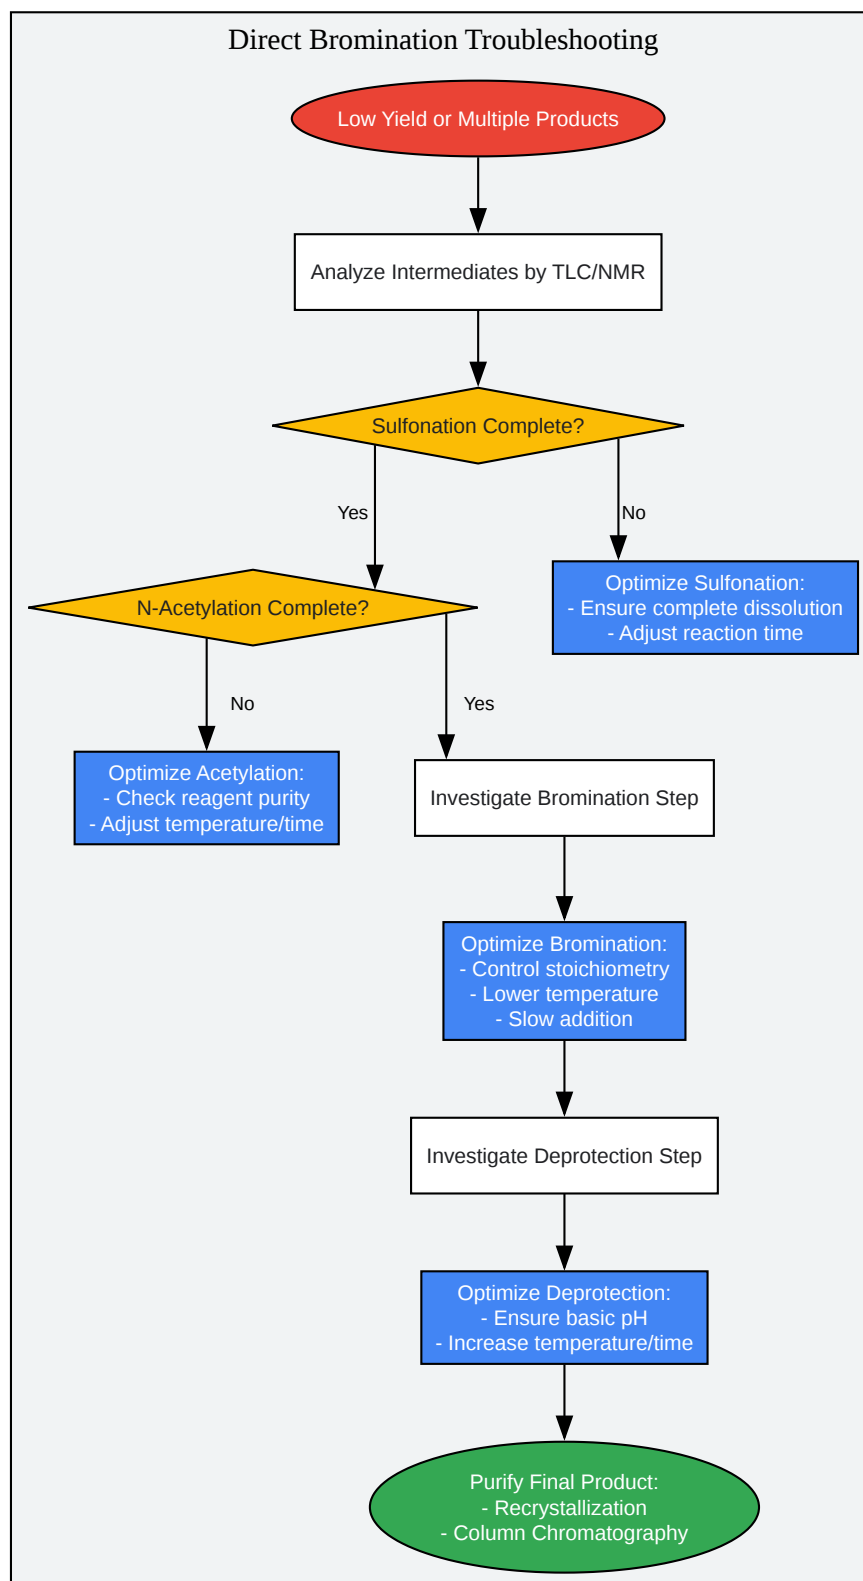 Direct Bromination Troubleshooting
Low Yield or Multiple Products
Analyze Intermediates by TLC/NMR
Sulfonation Complete?
Yes
No
Optimize Sulfonation:
- Ensure complete dissolution
- Adjust reaction time
N-Acetylation Complete?
No
Yes
Optimize Acetylation:
- Check reagent purity
- Adjust temperature/time
Investigate Bromination Step
Optimize Bromination:
- Control stoichiometry
- Lower temperature
- Slow addition
Investigate Deprotection Step
Optimize Deprotection:
- Ensure basic pH
- Increase temperature/time
Purify Final Product:
- Recrystallization
- Column Chromatography